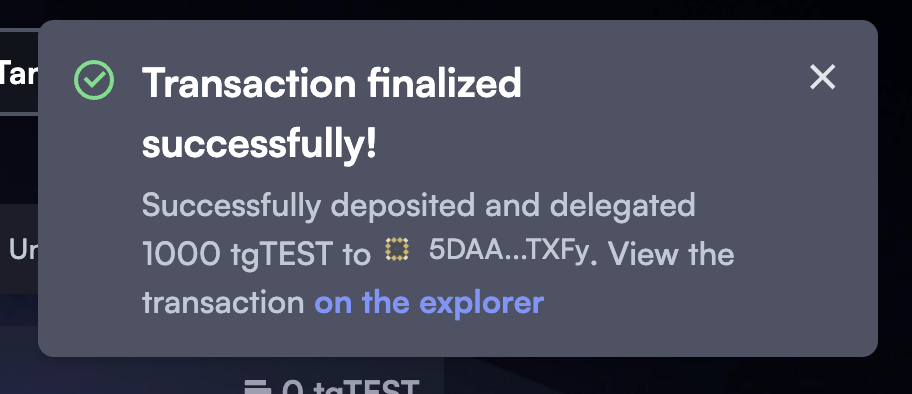 Tar
Transaction finalized
successfully!
Successfully deposited and delegated
Ur
1000 tgTEST to 5DAA...TXFy. View the
transaction on the explorer
0 tgTEST